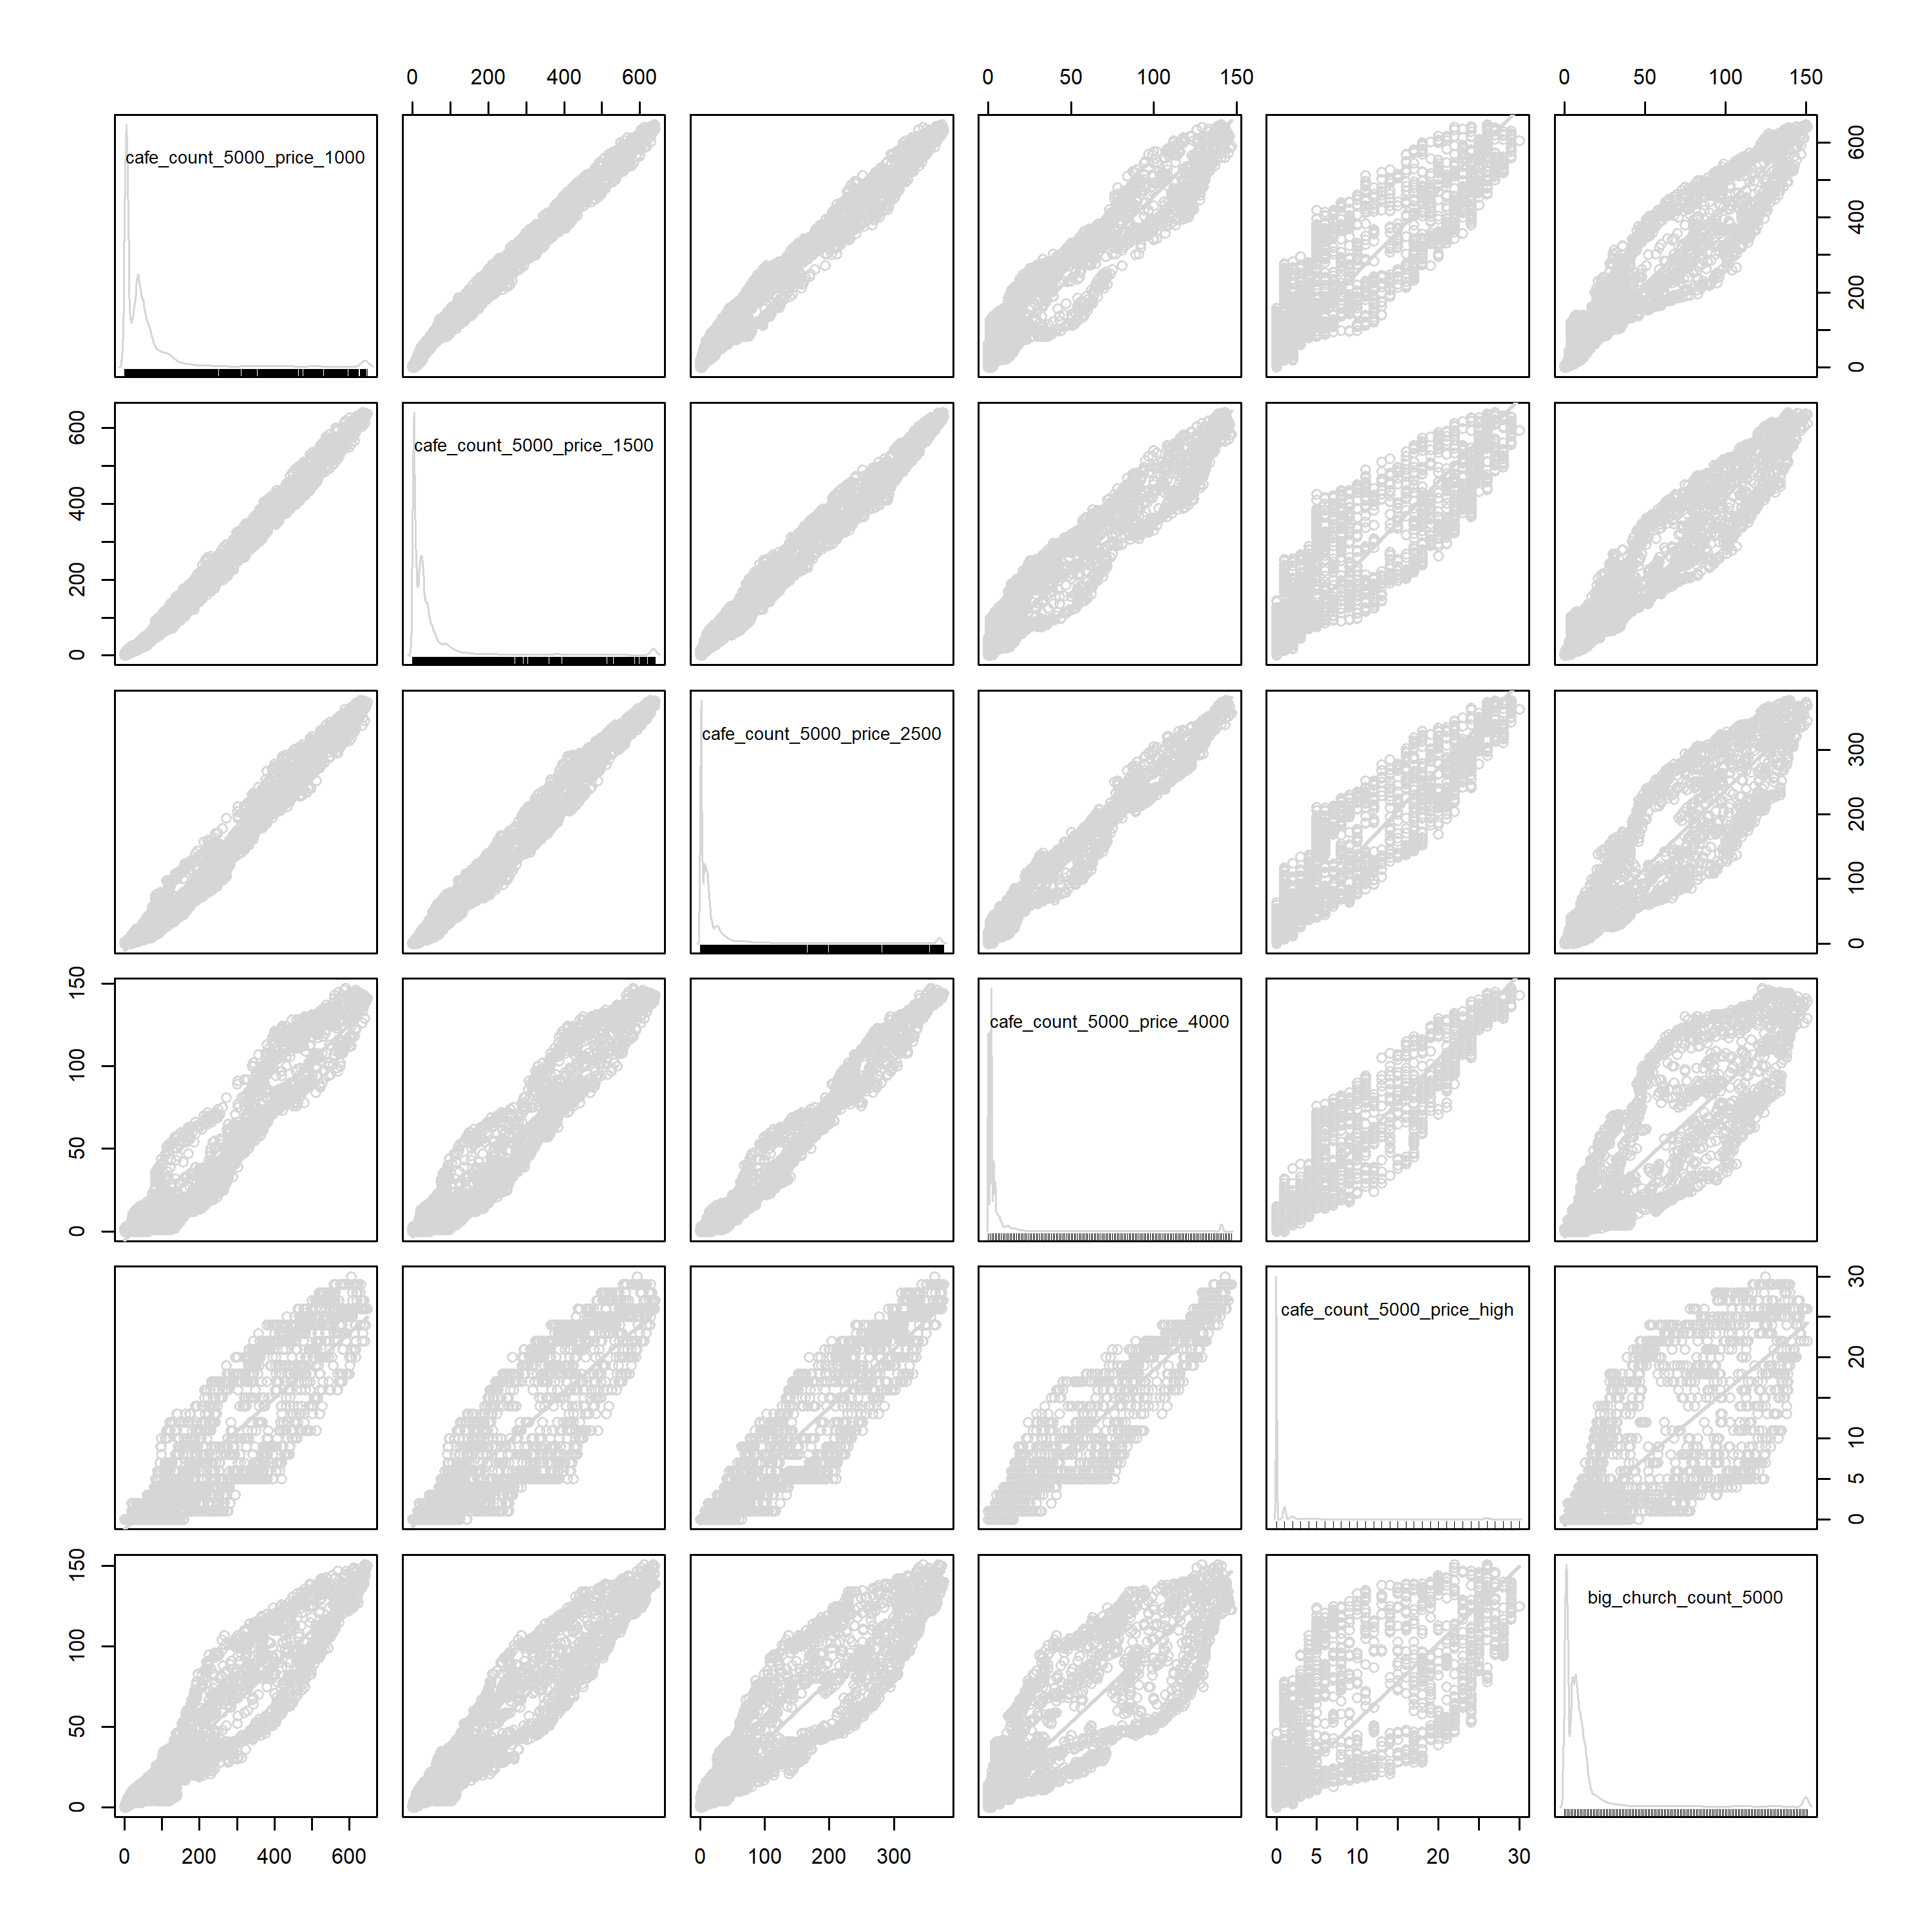 0 200 400 600 0 50 100 150 0 50 100 150
cafe_count_5000_price_1000
0 200 400 600
cafe_count_5000_price_1500
0 200 400 600
cafe_count_5000_price_2500
0 100 200 300
cafe_count_5000_price_4000
0 50 100 150
cafe_count_5000_price_high
0 5 10 20 30
big_church_count_5000
0 50 100 150
0 200 400 600 0 100 200 300 0 5 10 20 30